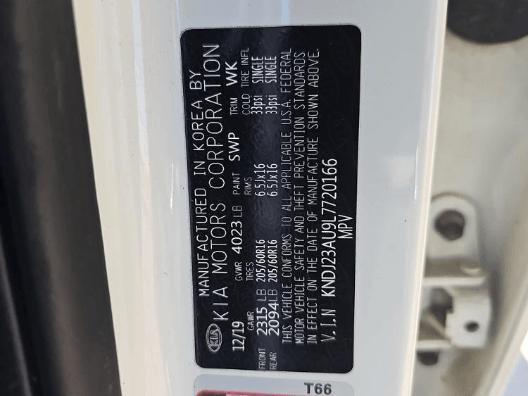 MANUFACTURED IN KOREA BY
KIA KIA MOTORS CORPORATION
12/19 GVWR 4023 LB PAINT SWP TRIM WK
GAWR TIRES RIMS COLD TIRE INFL
FRONT 2315 LB 205/60R16 6.5Jx16 33psi SINGLE
REAR 2094 LB 205/60R16 6.5Jx16 33psi SINGLE
THIS VEHICLE CONFORMS TO ALL APPLICABLE U.S.A. FEDERAL
MOTOR VEHICLE SAFETY AND THEFT PREVENTION STANDARDS
IN EFFECT ON THE DATE OF MANUFACTURE SHOWN ABOVE.
V.I.N KNDJ23AU9L7720166
MPV
T66